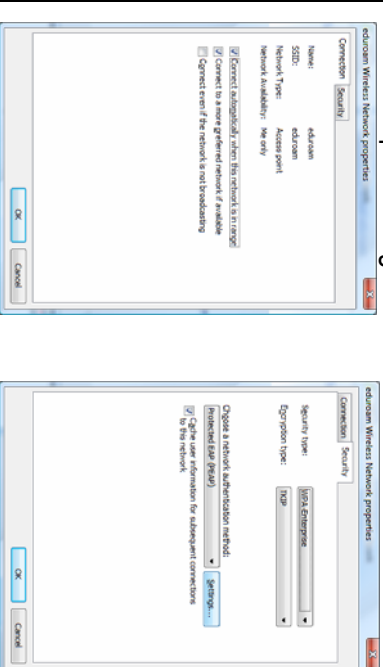 eduroam Wireless Network properties
Connection Security
Name: eduroam
SSID: eduroam
Network Type: Access point
Network Availability: Me only
Connect automatically when this network is in range
Connect to a more preferred network if available
Connect even if the network is not broadcasting
OK Cancel
eduroam Wireless Network properties
Connection Security
Security type: WPA-Enterprise
Encryption type: TKIP
Choose a network authentication method:
Protected EAP (PEAP) Settings...
Cache user information for subsequent connections
to this network
OK Cancel